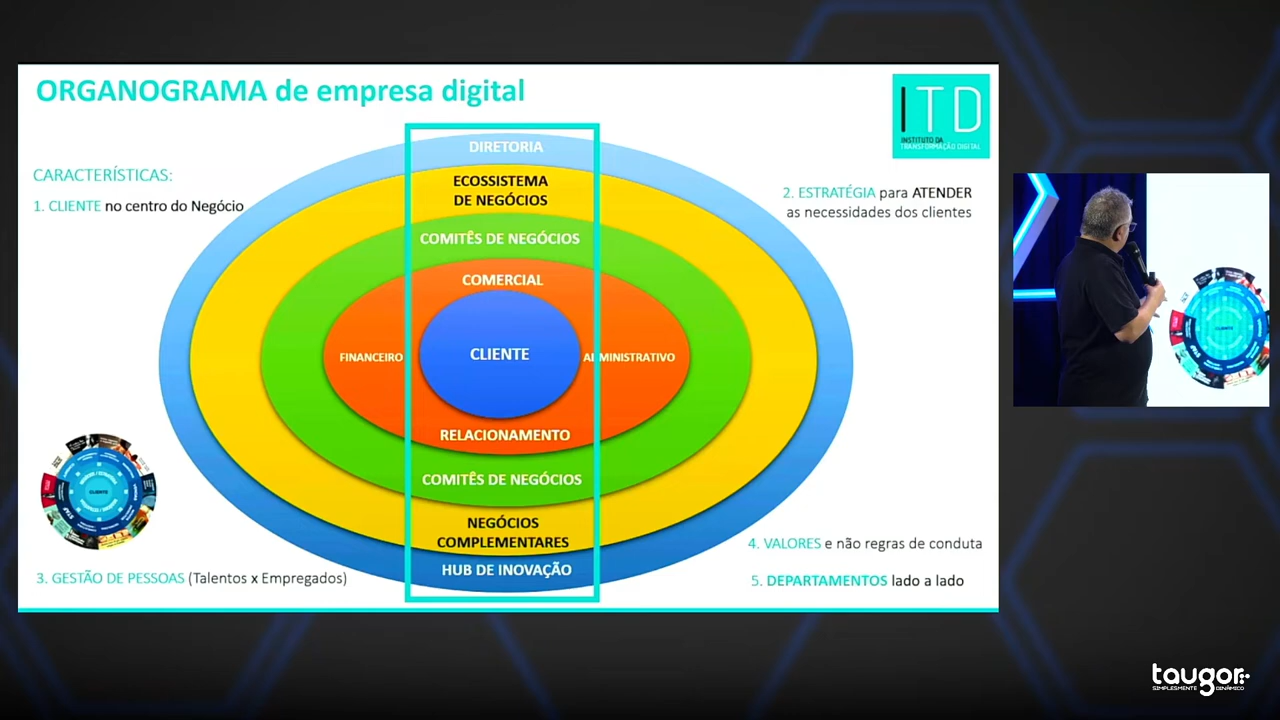 ORGANOGRAMA de empresa digital
ITD
INSTITUTO DA
TRANSFORMAÇÃO DIGITAL
CARACTERÍSTICAS:
1. CLIENTE no centro do Negócio
2. ESTRATÉGIA para ATENDER
as necessidades dos clientes
DIRETORIA
ECOSSISTEMA
DE NEGÓCIOS
COMITÊS DE NEGÓCIOS
COMERCIAL
FINANCEIRO
CLIENTE
ADMINISTRATIVO
RELACIONAMENTO
COMITÊS DE NEGÓCIOS
NEGÓCIOS
COMPLEMENTARES
HUB DE INOVAÇÃO
CLIENTE
3. GESTÃO DE PESSOAS (Talentos x Empregados)
4. VALORES e não regras de conduta
5. DEPARTAMENTOS lado a lado
taugor
SIMPLESMENTE DINÂMICO